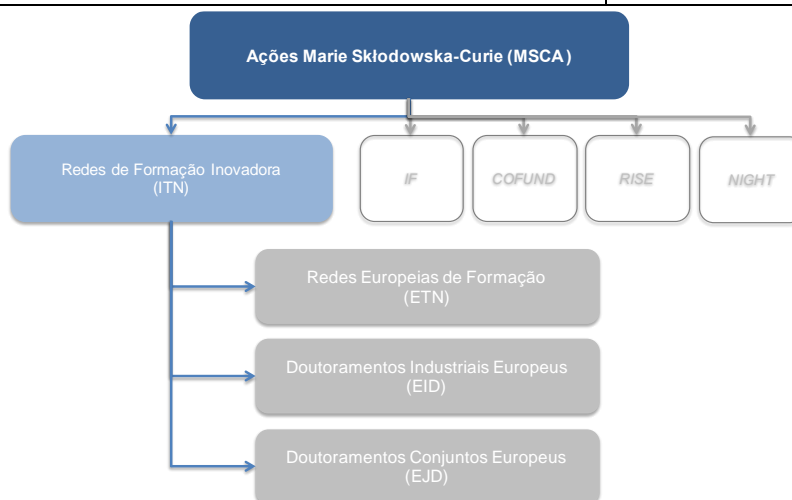 Ações Marie Skłodowska-Curie (MSCA)
Redes de Formação Inovadora
(ITN)
IF
COFUND
RISE
NIGHT
Redes Europeias de Formação
(ETN)
Doutoramentos Industriais Europeus
(EID)
Doutoramentos Conjuntos Europeus
(EJD)